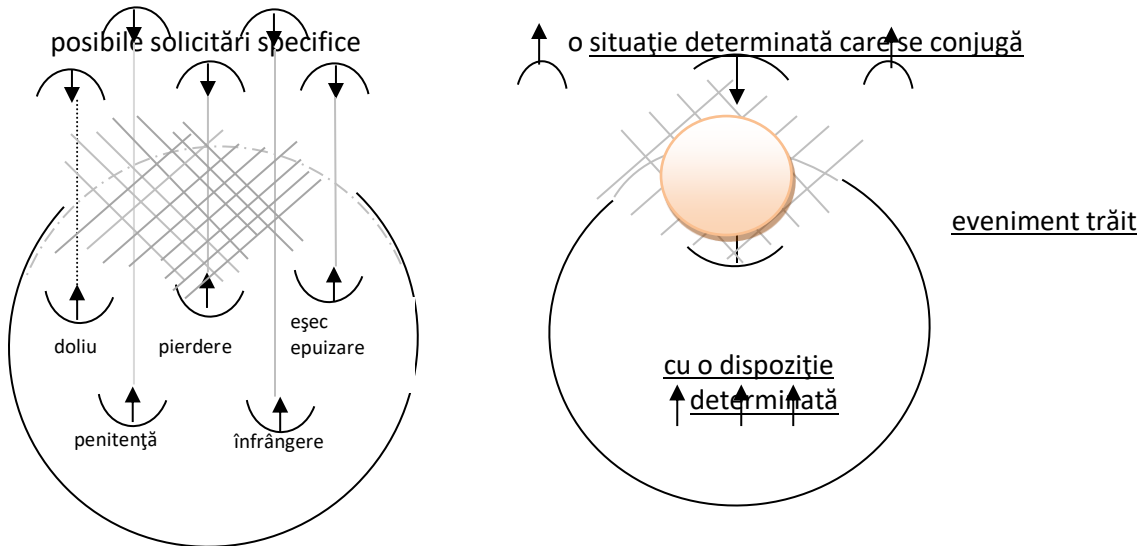 posibile solicitări specifice
o situaţie determinată care se conjugă
eveniment trăit
doliu
pierdere
eşec
epuizare
penitenţă
înfrângere
cu o dispoziţie
determinată